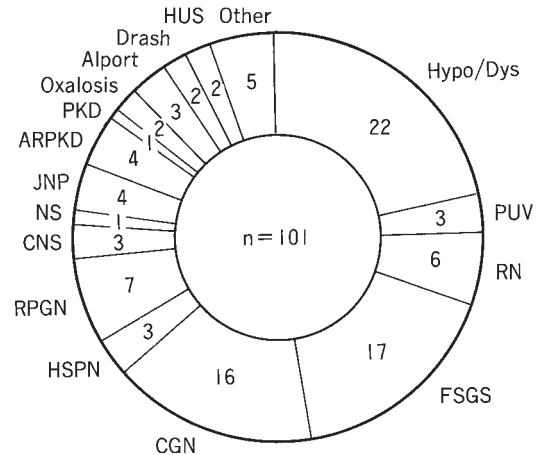 HUS Other
Drash
Alport
Oxalosis
PKD
ARPKD
JNP
NS
CNS
RPGN
HSPN
CGN
FSGS
RN
PUV
Hypo/Dys
22
3
6
17
16
3
7
3
1
4
4
1
2
3
2
2
5
n=101